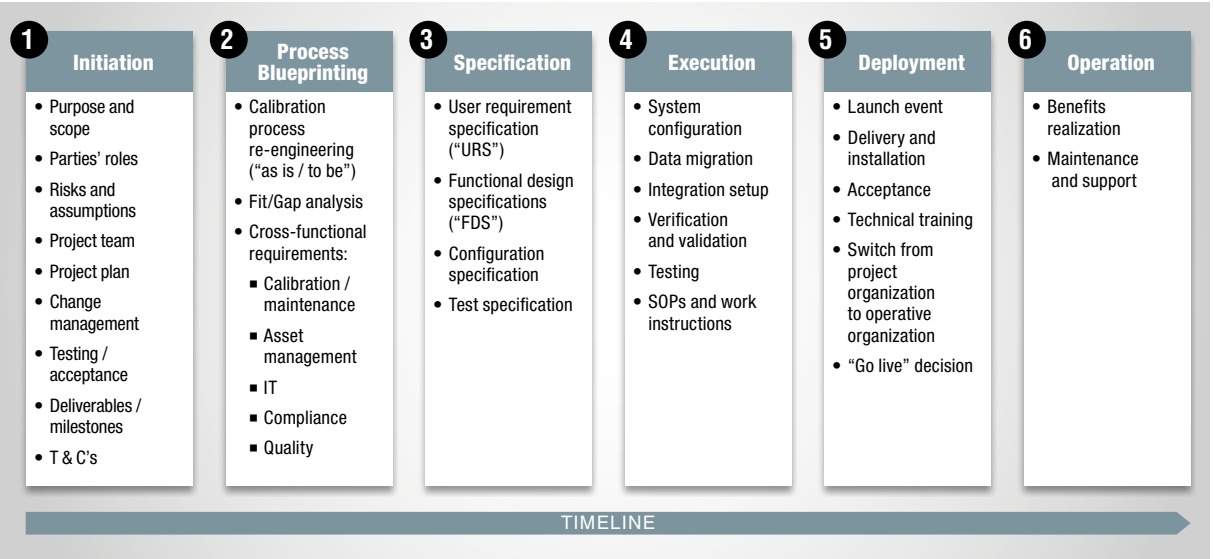 1
Initiation
• Purpose and
scope
• Parties’ roles
• Risks and
assumptions
• Project team
• Project plan
• Change
management
• Testing /
acceptance
• Deliverables /
milestones
• T & C’s
2
Process
Blueprinting
• Calibration
process
re-engineering
(“as is / to be”)
• Fit/Gap analysis
• Cross-functional
requirements:
▪ Calibration /
maintenance
▪ Asset
management
▪ IT
▪ Compliance
▪ Quality
3
Specification
• User requirement
specification
(“URS”)
• Functional design
specifications
(“FDS”)
• Configuration
specification
• Test specification
4
Execution
• System
configuration
• Data migration
• Integration setup
• Verification
and validation
• Testing
• SOPs and work
instructions
5
Deployment
• Launch event
• Delivery and
installation
• Acceptance
• Technical training
• Switch from
project
organization
to operative
organization
• “Go live” decision
6
Operation
• Benefits
realization
• Maintenance
and support
TIMELINE